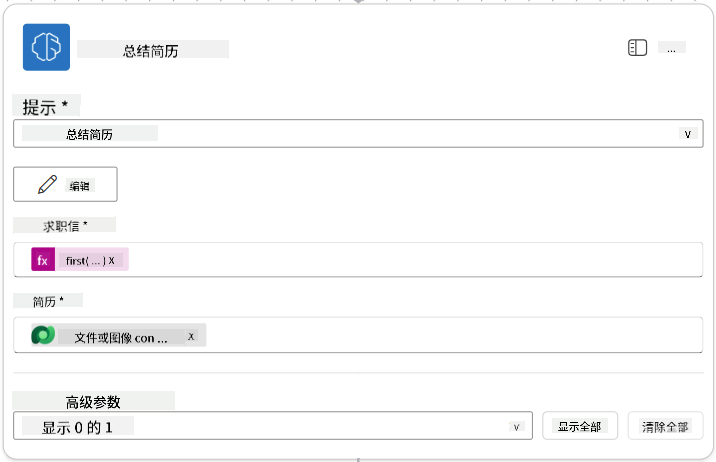 总结简历
...
提示 *
总结简历
v
编辑
求职信 *
fx first( ... ) X
简历 *
文件或图像 con ... X
高级参数
显示 0 的 1 v 显示全部 清除全部